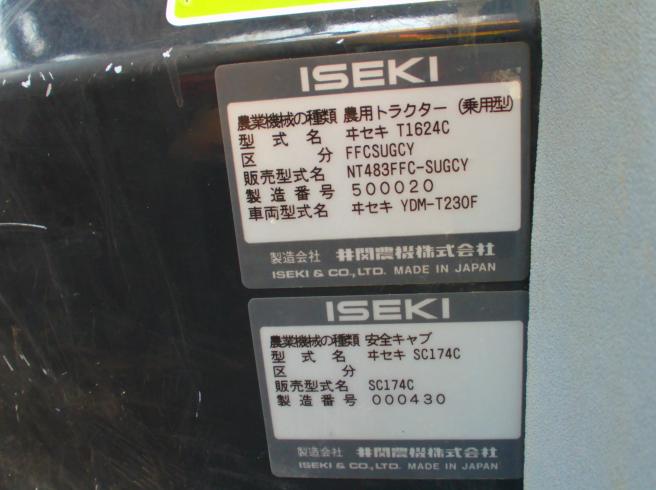 ISEKI
農業機械の種類 農用トラクター (乗用型)
型式名 ヰセキ T1624C
区分 FFCSUGCY
販売型式名 NT483FFC-SUGCY
製造番号 500020
車両型式名 ヰセキ YDM-T230F
製造会社 井関農機株式会社
ISEKI & CO., LTD. MADE IN JAPAN
ISEKI
農業機械の種類 安全キャブ
型式名 ヰセキ SC174C
区分
販売型式名 SC174C
製造番号 000430
製造会社 井関農機株式会社
ISEKI & CO., LTD. MADE IN JAPAN